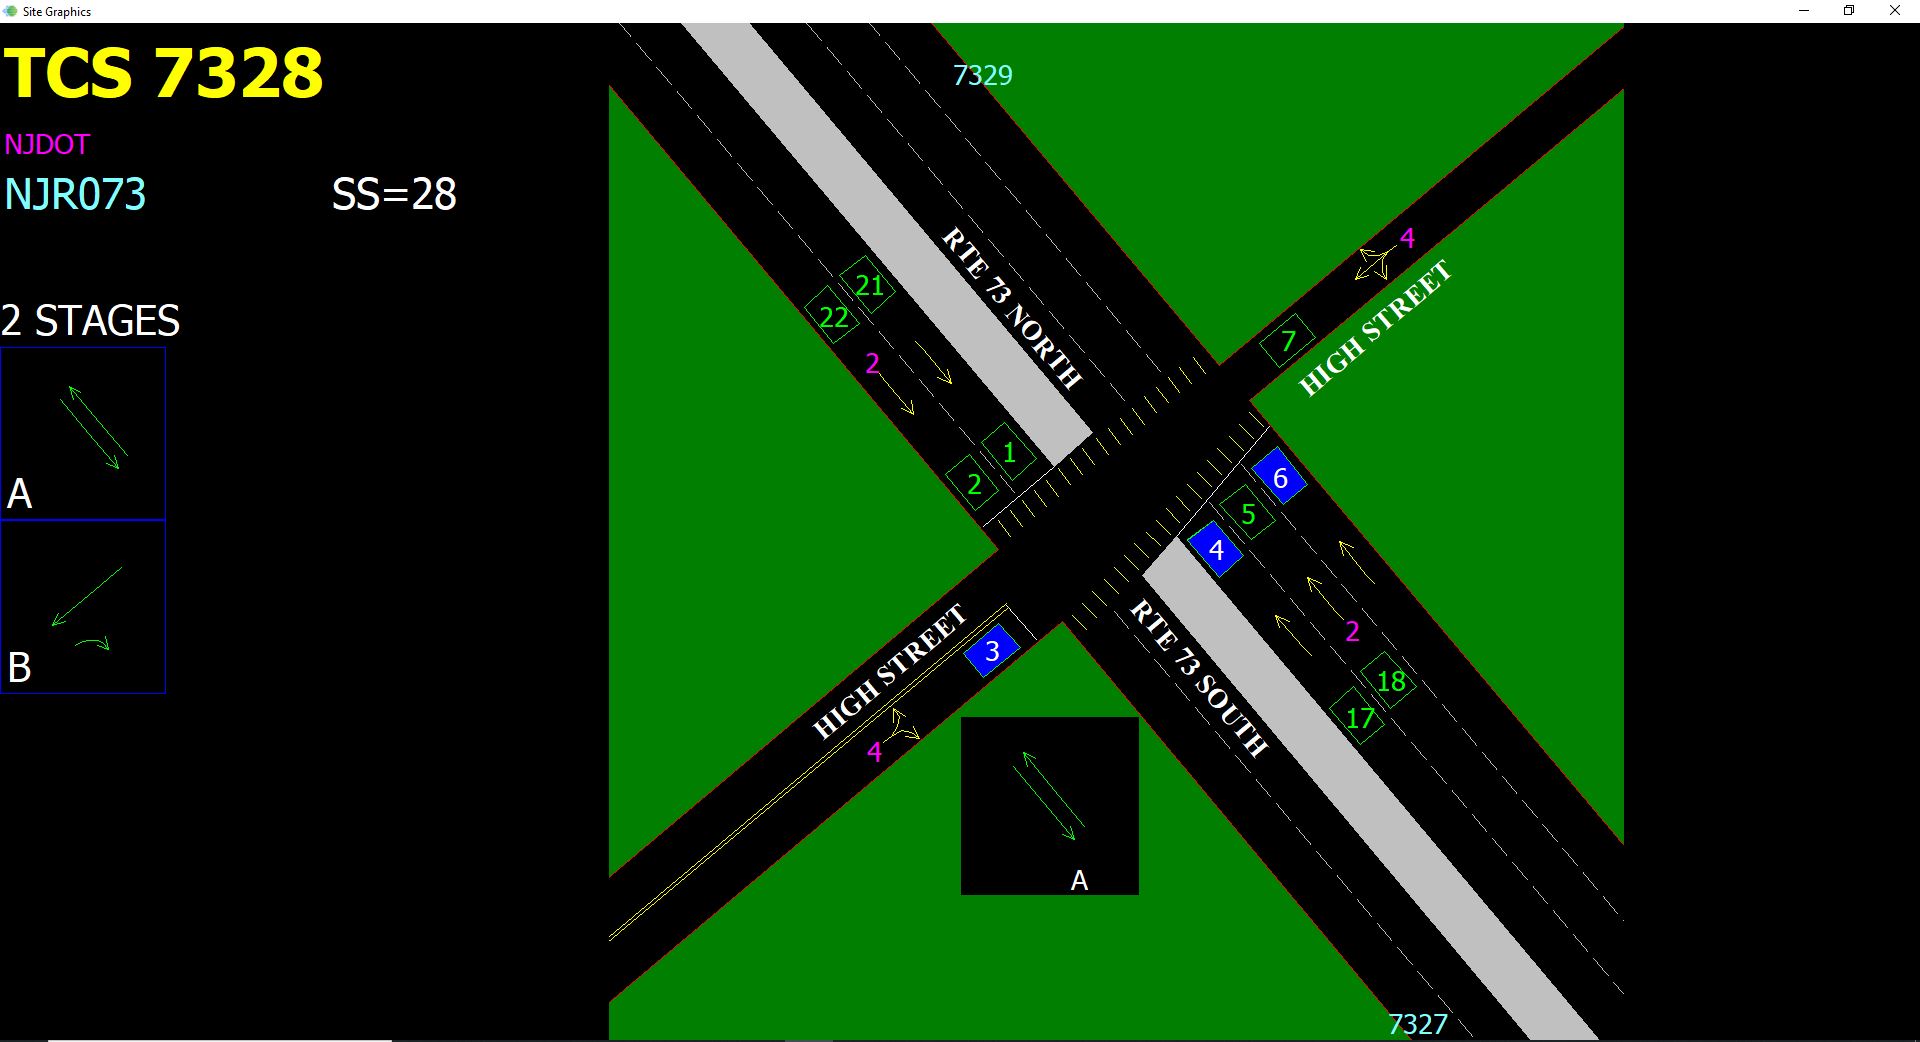 Site Graphics
TCS 7328
NJDOT
NJR073 SS=28
2 STAGES
A
B
7329
RTE 73 NORTH
4
HIGH STREET
7
21
22
2
1
2
6
5
4
2
18
17
RTE 73 SOUTH
HIGH STREET
3
4
A
7327